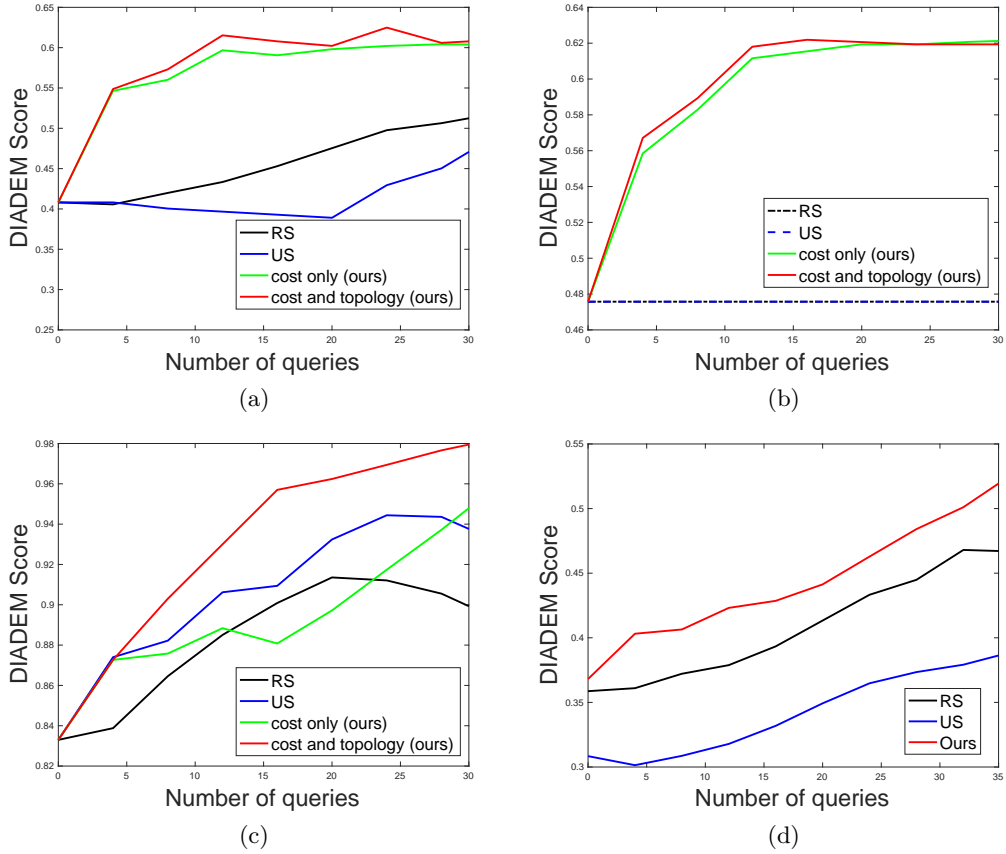 0.65
0.6
0.55
0.5
0.45
0.4
0.35
0.3
0.25
DIADEM Score
RS
US
cost only (ours)
cost and topology (ours)
0 5 10 15 20 25 30
Number of queries
(a)
0.64
0.62
0.6
0.58
0.56
0.54
0.52
0.5
0.48
0.46
DIADEM Score
RS
US
cost only (ours)
cost and topology (ours)
0 5 10 15 20 25 30
Number of queries
(b)
0.98
0.96
0.94
0.92
0.9
0.88
0.86
0.84
0.82
DIADEM Score
RS
US
cost only (ours)
cost and topology (ours)
0 5 10 15 20 25 30
Number of queries
(c)
0.55
0.5
0.45
0.4
0.35
0.3
DIADEM Score
RS
US
Ours
0 5 10 15 20 25 30 35
Number of queries
(d)